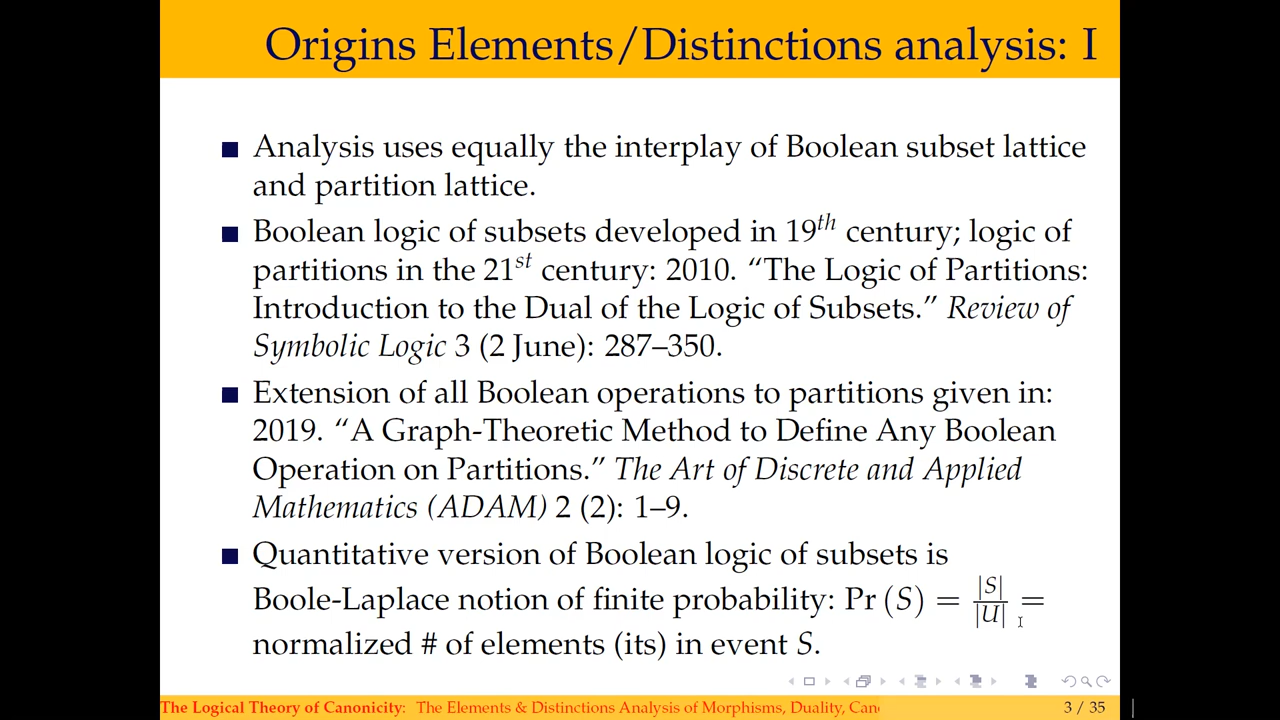 Origins Elements/Distinctions analysis: I
Analysis uses equally the interplay of Boolean subset lattice
and partition lattice.
Boolean logic of subsets developed in 19th century; logic of
partitions in the 21st century: 2010. “The Logic of Partitions:
Introduction to the Dual of the Logic of Subsets.” Review of
Symbolic Logic 3 (2 June): 287–350.
Extension of all Boolean operations to partitions given in:
2019. “A Graph-Theoretic Method to Define Any Boolean
Operation on Partitions.” The Art of Discrete and Applied
Mathematics (ADAM) 2 (2): 1–9.
Quantitative version of Boolean logic of subsets is
Boole-Laplace notion of finite probability: Pr (S) = |S|/|U| =
normalized # of elements (its) in event S.
The Logical Theory of Canonicity: The Elements & Distinctions Analysis of Morphisms, Duality, Can 3 / 35